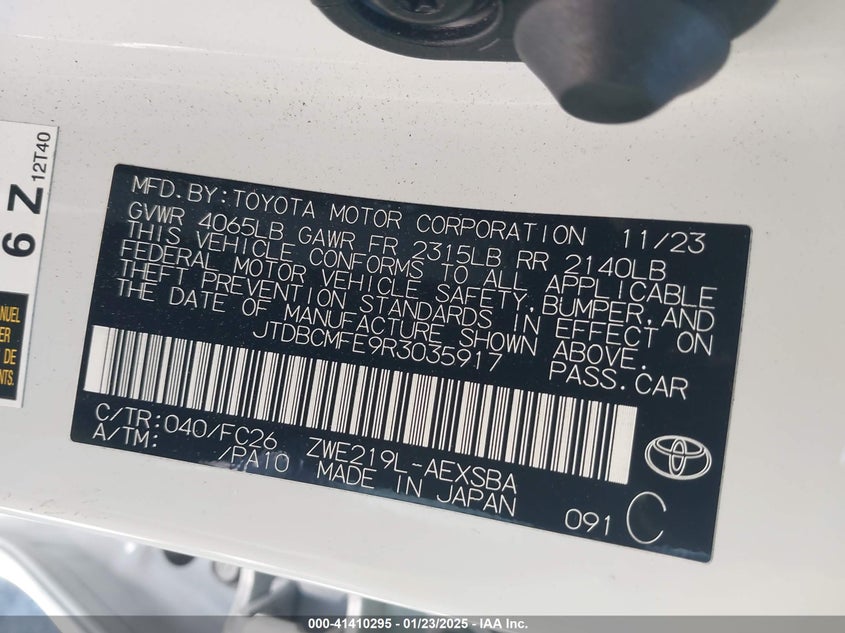 MFD.BY:TOYOTA MOTOR CORPORATION 11/23
GVWR 4065LB GAWR FR 2315LB RR 2140LB
THIS VEHICLE CONFORMS TO ALL APPLICABLE
FEDERAL MOTOR VEHICLE SAFETY,BUMPER,AND
THEFT PREVENTION STANDARDS IN EFFECT ON
THE DATE OF MANUFACTURE SHOWN ABOVE.
JTDBCMFE9R3035917 PASS.CAR
C/TR:040/FC26 ZWE219L-AEXSBA
A/TM: /PA10 MADE IN JAPAN
091 C
6 Z 12T40
DE
000-41410295 - 01/23/2025 - IAA Inc.